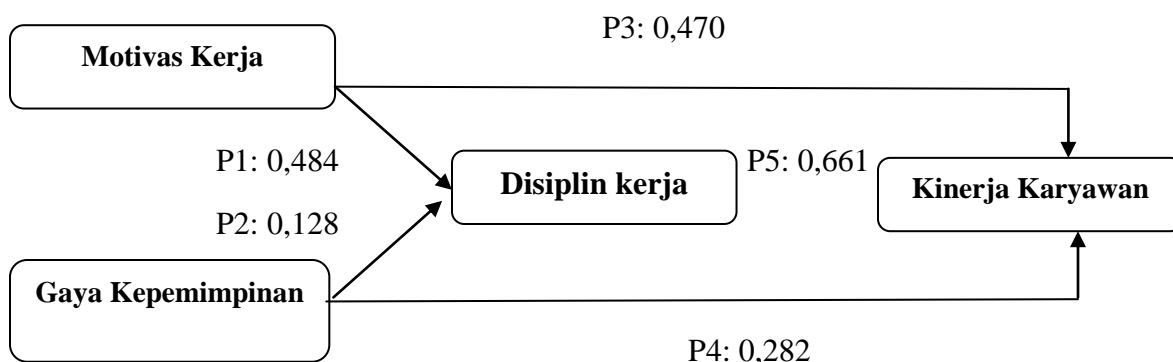 P3: 0,470
Motivas Kerja
P1: 0,484
Disiplin kerja
P5: 0,661
Kinerja Karyawan
P2: 0,128
Gaya Kepemimpinan
P4: 0,282